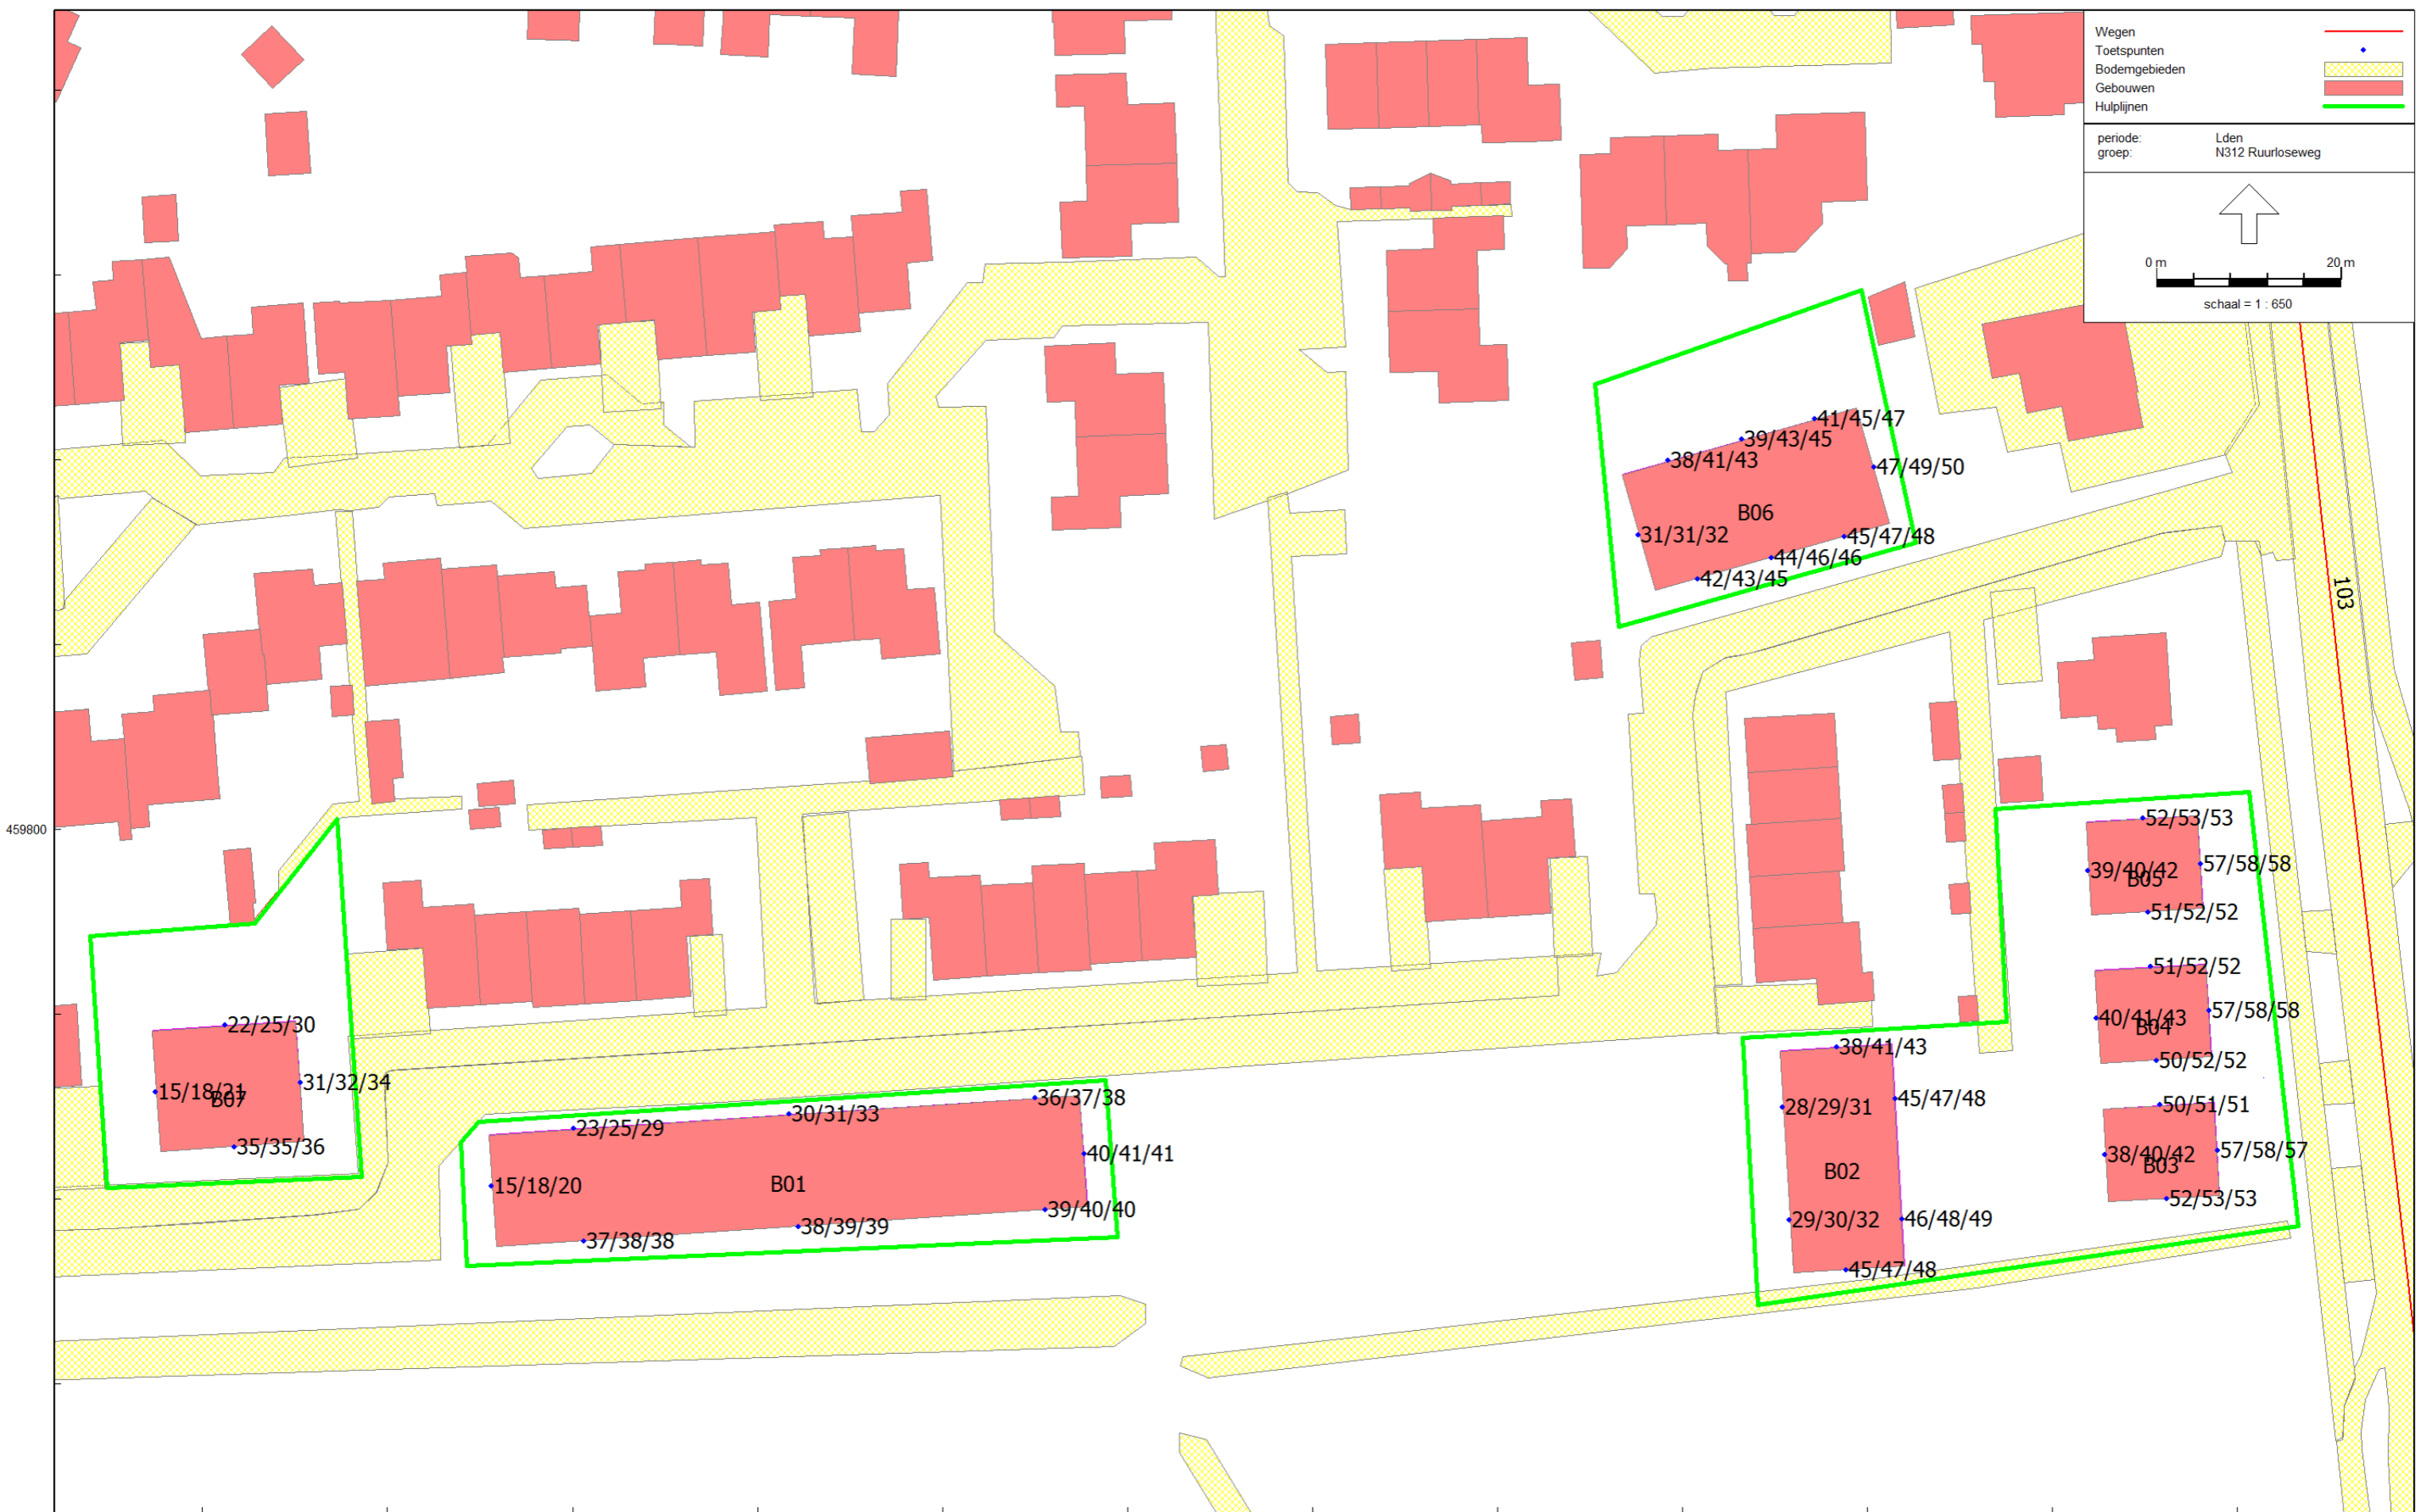 Wegen
Toetspunten
Bodemgebieden
Gebouwen
Hulplijnen
periode: Lden
groep: N312 Ruurloseweg
0 m 20 m
schaal = 1 : 650
41/45/47
39/43/45
38/41/43
47/49/50
B06
31/31/32
45/47/48
44/46/46
42/43/45
103
459800
52/53/53
57/58/58
39/40/42
B05
51/52/52
51/52/52
57/58/58
40/41/43
B04
50/52/52
50/51/51
57/58/57
38/40/42
B03
52/53/53
38/41/43
45/47/48
28/29/31
B02
29/30/32
46/48/49
45/47/48
22/25/30
31/32/34
15/18/21
B07
35/35/36
36/37/38
30/31/33
23/25/29
40/41/41
15/18/20
B01
39/40/40
38/39/39
37/38/38